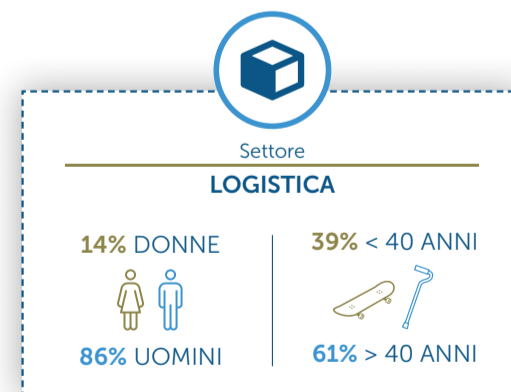 Settore
LOGISTICA
14% DONNE
86% UOMINI
39% < 40 ANNI
61% > 40 ANNI